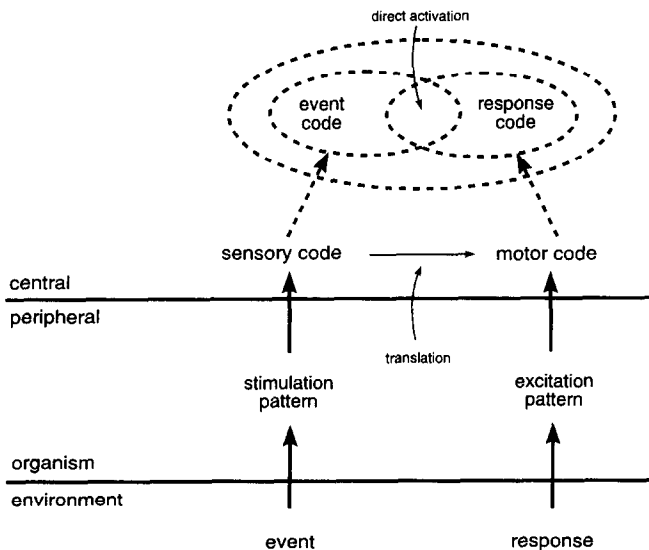 direct activation
event
code
response
code
sensory code
motor code
central
peripheral
translation
stimulation
pattern
excitation
pattern
organism
environment
event
response